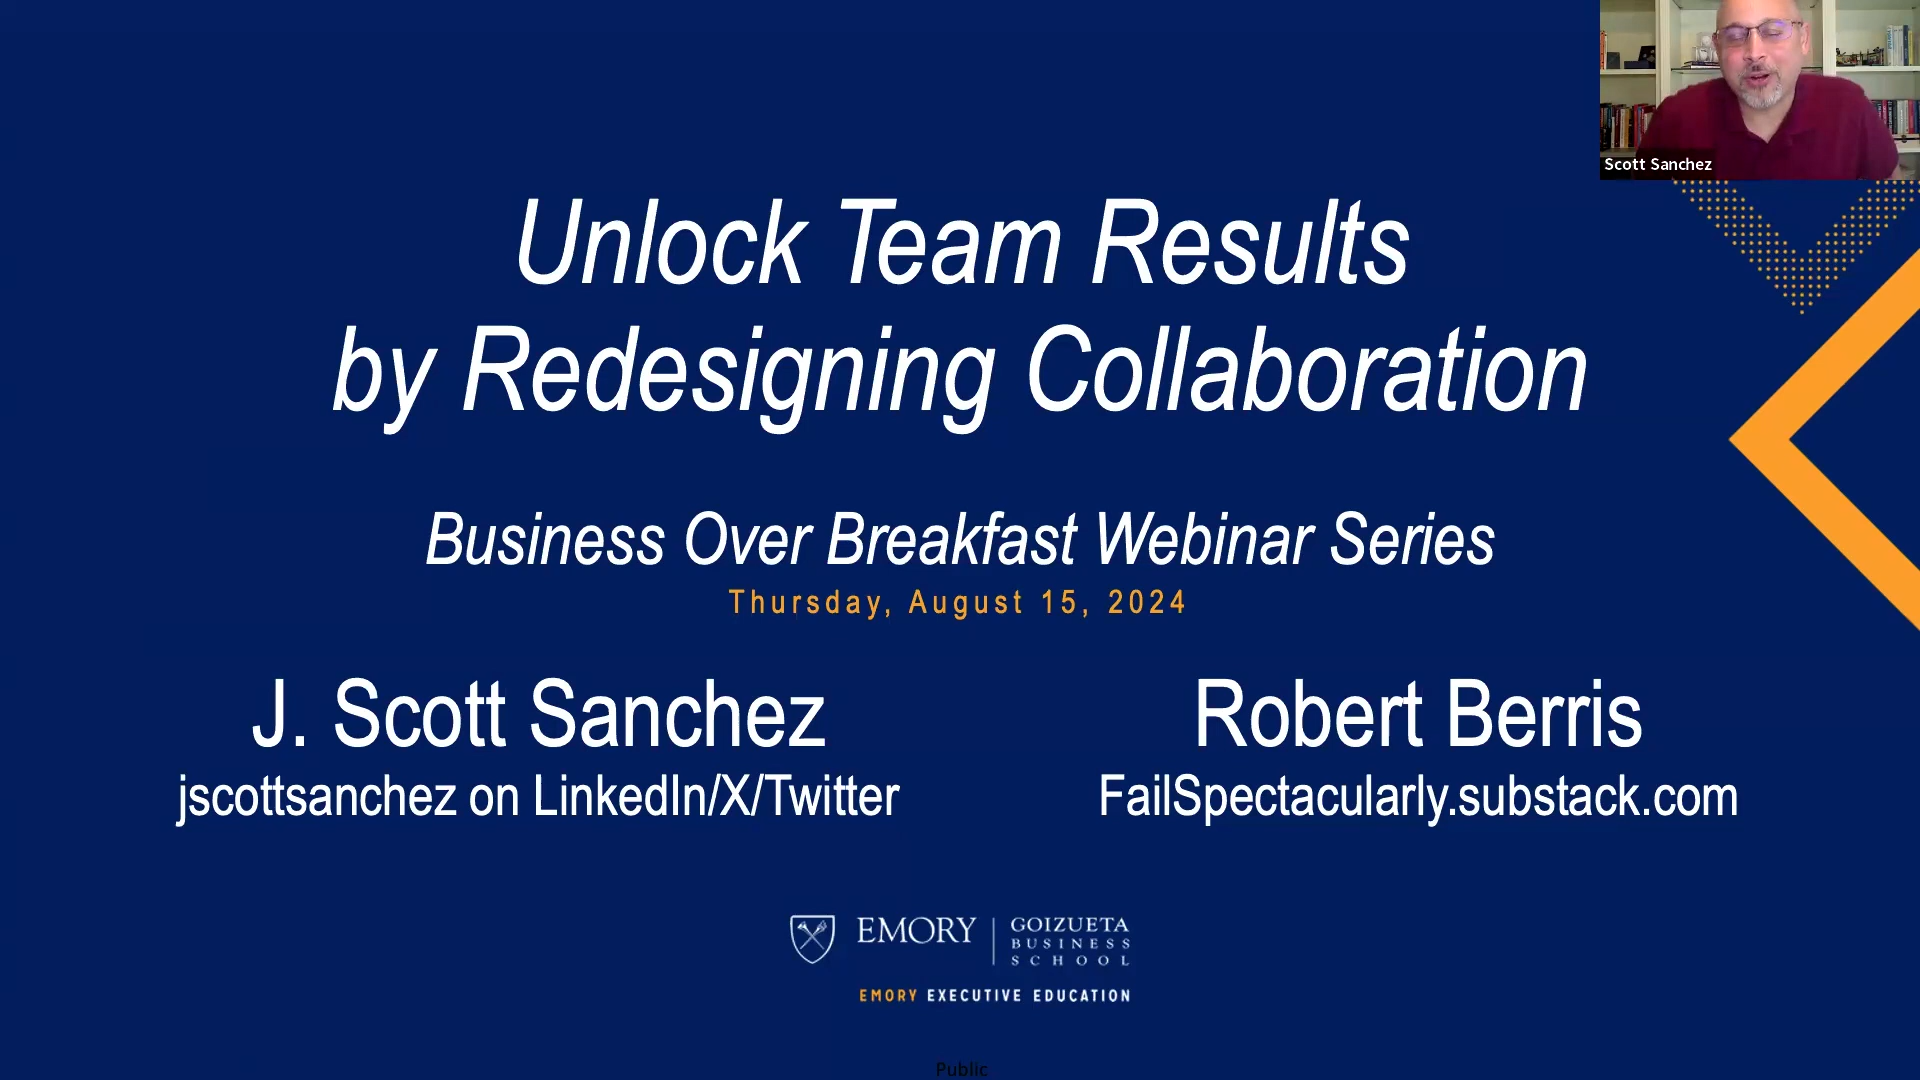 Scott Sanchez
Unlock Team Results
by Redesigning Collaboration
Business Over Breakfast Webinar Series
Thursday, August 15, 2024
J. Scott Sanchez
jscottsanchez on LinkedIn/X/Twitter
Robert Berris
FailSpectacularly.substack.com
EMORY
GOIZUETA
BUSINESS
SCHOOL
EMORY EXECUTIVE EDUCATION
Public